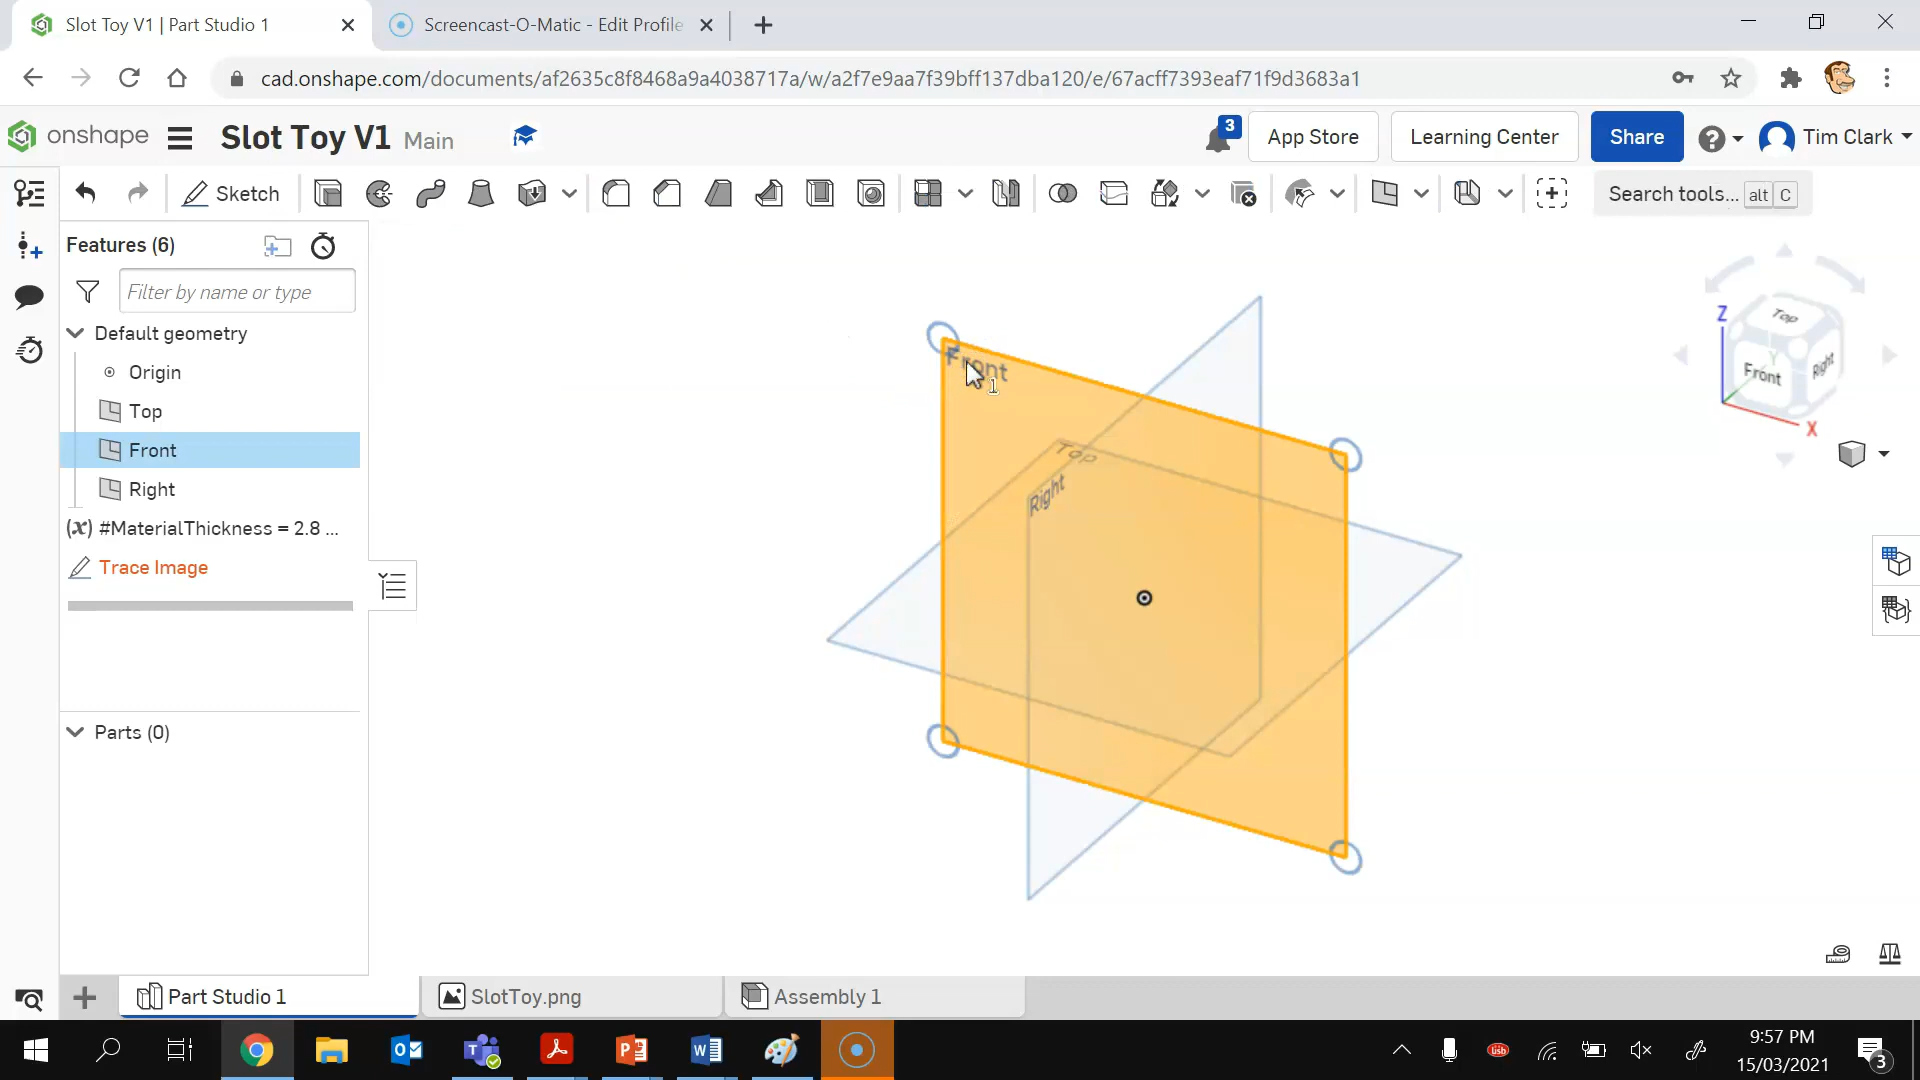 Slot Toy V1 | Part Studio 1
Screencast-O-Matic - Edit Profile
cad.onshape.com/documents/af2635c8f8468a9a4038717a/w/a2f7e9aa7f39bff137dba120/e/67acff7393eaf71f9d3683a1
onshape
Slot Toy V1 Main
3
App Store
Learning Center
Share
Tim Clark
Sketch
Search tools... alt C
Features (6)
Filter by name or type
Default geometry
Origin
Top
Front
Right
(x) #MaterialThickness = 2.8 ...
Trace Image
Parts (0)
Front
1
Top
Right
Z
Top
Y
Front
Right
X
Part Studio 1
SlotToy.png
Assembly 1
9:57 PM
15/03/2021
3